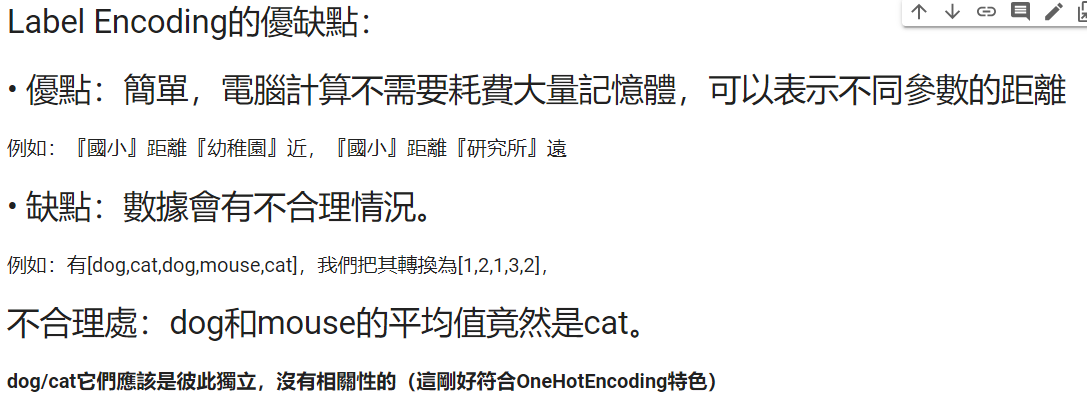 Label Encoding的優缺點：
• 優點：簡單，電腦計算不需要耗費大量記憶體，可以表示不同參數的距離
例如：『國小』距離『幼稚園』近，『國小』距離『研究所』遠
• 缺點：數據會有不合理情況。
例如：有[dog,cat,dog,mouse,cat]，我們把其轉換為[1,2,1,3,2]，
不合理處：dog和mouse的平均值竟然是cat。
dog/cat它們應該是彼此獨立，沒有相關性的（這剛好符合OneHotEncoding特色）